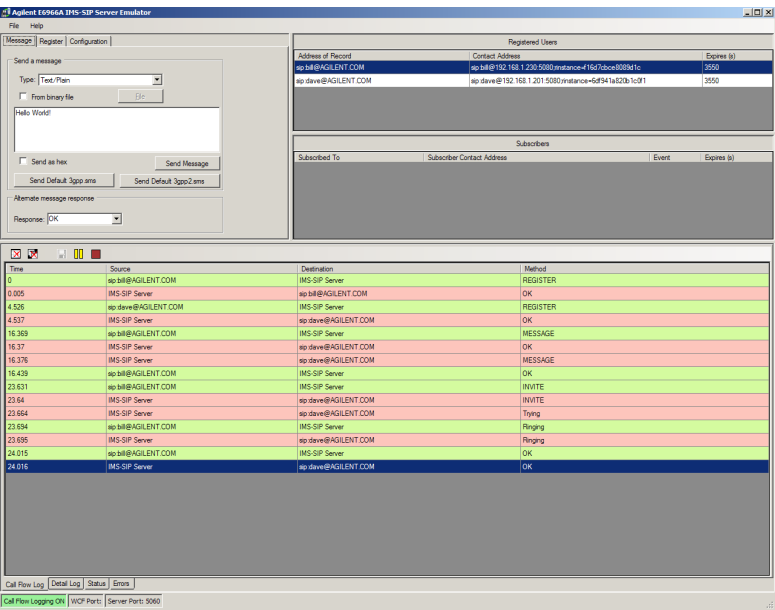 Agilent E6966A IMS-SIP Server Emulator
File Help
Message Register Configuration
Send a message
Type: Text/Plain
From binary file File
Hello World!
Send as hex Send Message
Send Default 3gpp.sms Send Default 3gpp2.sms
Alternate message response
Response: OK
Registered Users
Address of Record Contact Address Expires (s)
sip:bill@AGILENT.COM sip:bill@192.168.1.230:5080;rinstance=f16d7cbce8089d1c 3550
sip:dave@AGILENT.COM sip:dave@192.168.1.201:5080;rinstance=6df941a820b1c0f1 3550
Subscribers
Subscribed To Subscriber Contact Address Event Expires (s)
Time Source Destination Method
0 sip:bill@AGILENT.COM IMS-SIP Server REGISTER
0.005 IMS-SIP Server sip:bill@AGILENT.COM OK
4.526 sip:dave@AGILENT.COM IMS-SIP Server REGISTER
4.537 IMS-SIP Server sip:dave@AGILENT.COM OK
16.369 sip:bill@AGILENT.COM IMS-SIP Server MESSAGE
16.37 IMS-SIP Server sip:dave@AGILENT.COM OK
16.376 IMS-SIP Server sip:dave@AGILENT.COM MESSAGE
16.439 sip:bill@AGILENT.COM IMS-SIP Server OK
23.631 sip:bill@AGILENT.COM IMS-SIP Server INVITE
23.64 IMS-SIP Server sip:dave@AGILENT.COM INVITE
23.664 IMS-SIP Server sip:dave@AGILENT.COM Trying
23.694 sip:bill@AGILENT.COM IMS-SIP Server Ringing
23.695 IMS-SIP Server sip:dave@AGILENT.COM Ringing
24.015 sip:bill@AGILENT.COM IMS-SIP Server OK
24.016 IMS-SIP Server sip:dave@AGILENT.COM OK
Call Flow Log Detail Log Status Errors
Call Flow Logging ON WCF Port: Server Port: 5060